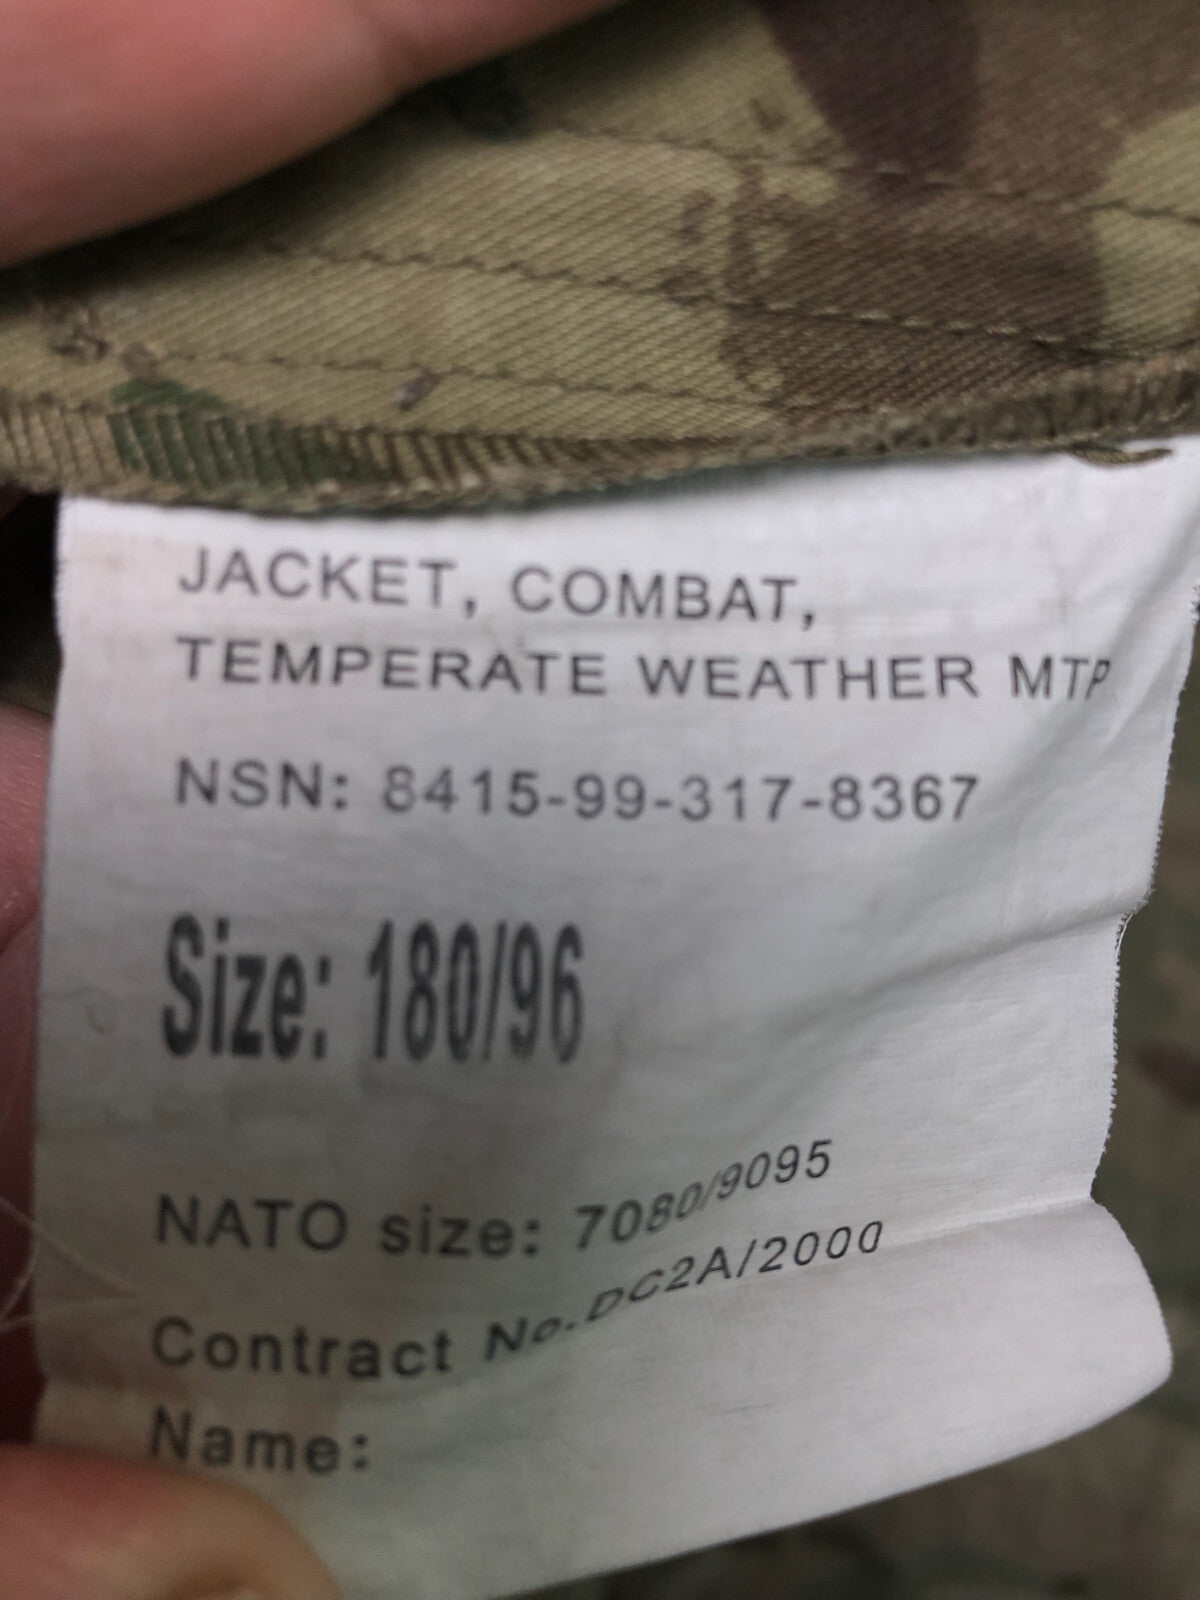 JACKET, COMBAT,
TEMPERATE WEATHER MTP
NSN: 8415-99-317-8367
Size: 180/96
NATO size: 7080/9095
Contract No.DC2A/2000
Name: